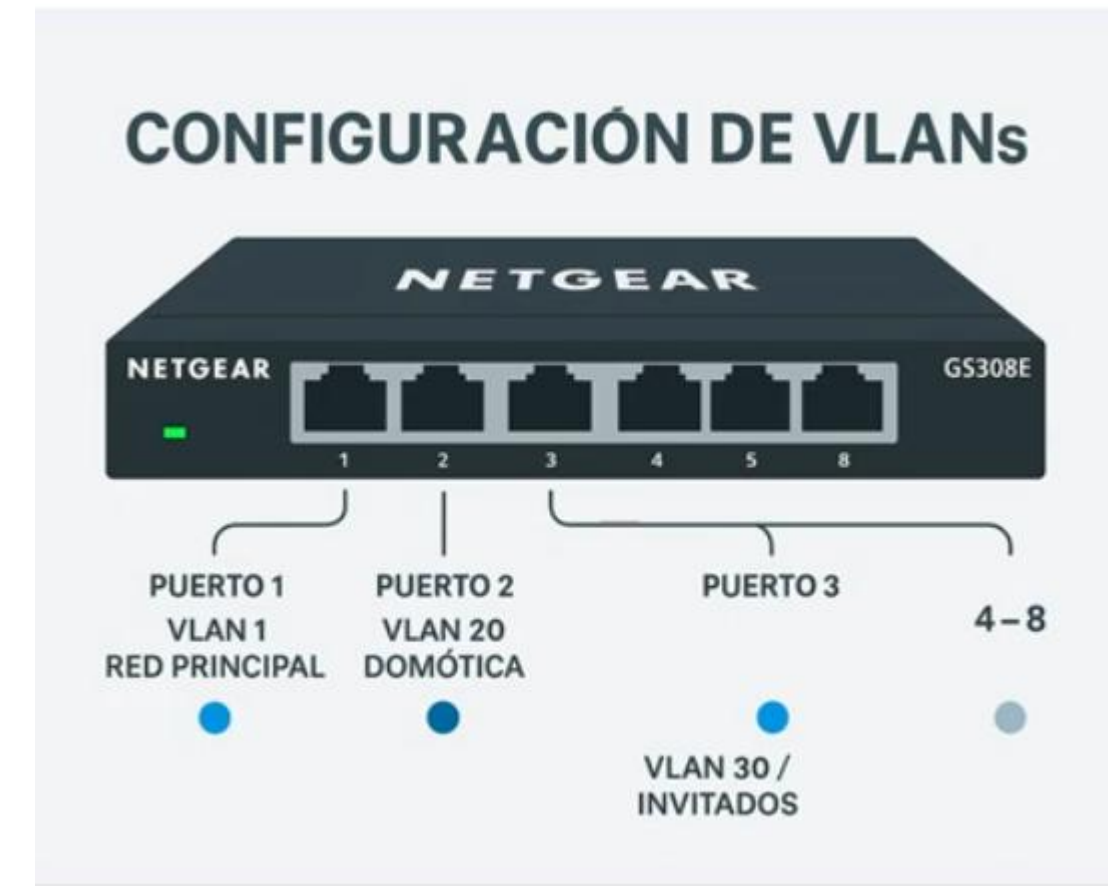 CONFIGURACIÓN DE VLANs
NETGEAR
NETGEAR
GS308E
1 2 3 4 5 8
PUERTO 1
VLAN 1
RED PRINCIPAL
PUERTO 2
VLAN 20
DOMÓTICA
PUERTO 3
VLAN 30 /
INVITADOS
4–8